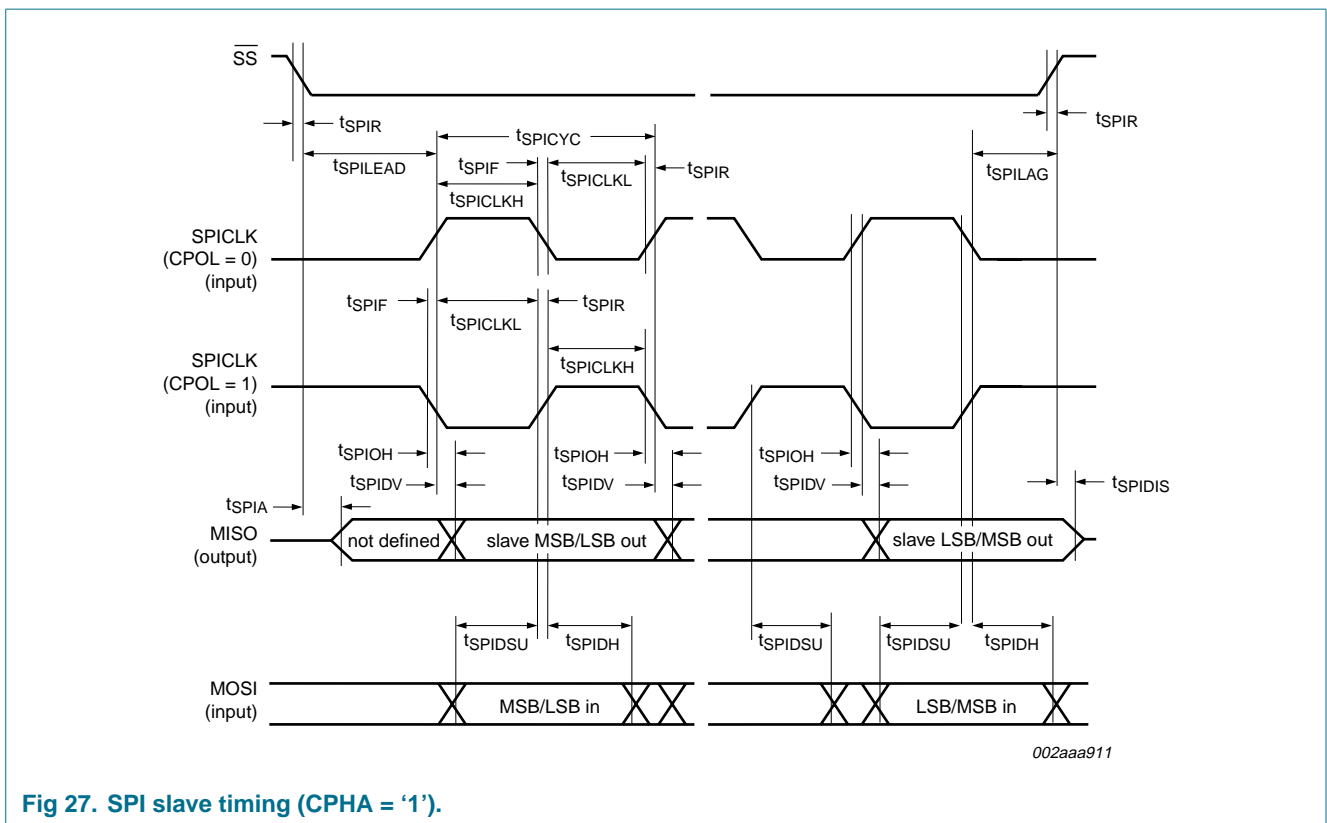 SS
tSPIR
tSPIR
tSPICYC
tSPILEAD
tSPIF
tSPICLKL
tSPIR
tSPILAG
tSPICLKH
SPICLK
(CPOL = 0)
(input)
tSPIF
tSPICLKL
tSPIR
tSPICLKH
SPICLK
(CPOL = 1)
(input)
tSPIOH
tSPIOH
tSPIOH
tSPIDV
tSPIDV
tSPIDV
tSPIA
tSPIDIS
MISO
(output)
not defined
slave MSB/LSB out
slave LSB/MSB out
tSPIDSU
tSPIDH
tSPIDSU
tSPIDSU
tSPIDH
MOSI
(input)
MSB/LSB in
LSB/MSB in
002aaa911
Fig 27. SPI slave timing (CPHA = ‘1’).